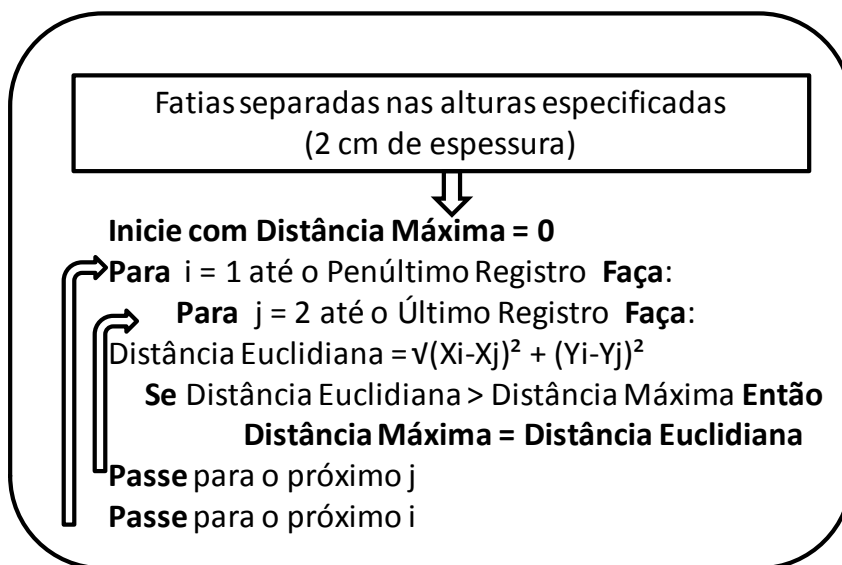 Fatias separadas nas alturas especificadas
(2 cm de espessura)
Inicie com Distância Máxima = 0
Para i = 1 até o Penúltimo Registro Faça:
Para j = 2 até o Último Registro Faça:
Distância Euclidiana = √(Xi-Xj)² + (Yi-Yj)²
Se Distância Euclidiana > Distância Máxima Então
Distância Máxima = Distância Euclidiana
Passe para o próximo j
Passe para o próximo i